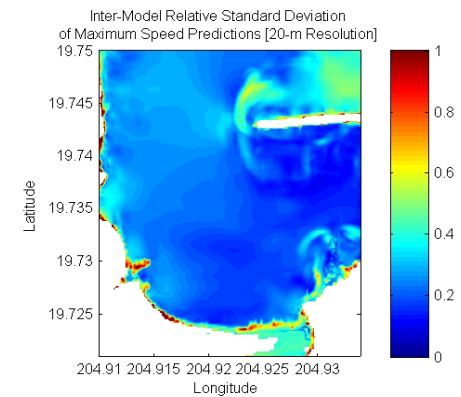 Inter-Model Relative Standard Deviation
of Maximum Speed Predictions [20-m Resolution]
19.75
19.745
19.74
19.735
19.73
19.725
Latitude
204.91 204.915 204.92 204.925 204.93
Longitude
1
0.8
0.6
0.4
0.2
0